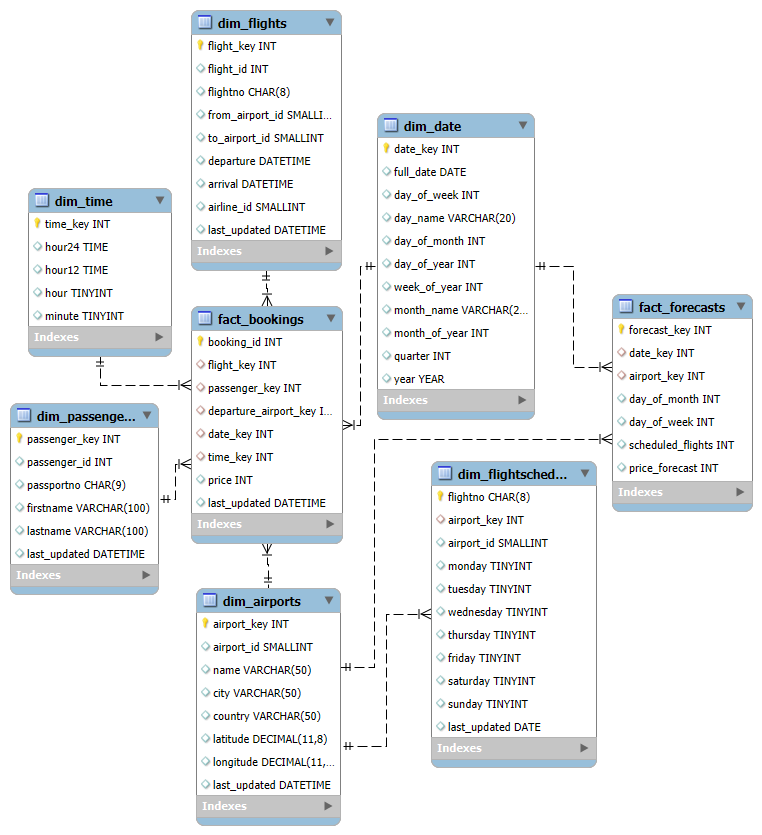 dim_flights
flight_key INT
flight_id INT
flightno CHAR(8)
from_airport_id SMALLI...
to_airport_id SMALLINT
departure DATETIME
arrival DATETIME
airline_id SMALLINT
last_updated DATETIME
Indexes
dim_date
date_key INT
full_date DATE
day_of_week INT
day_name VARCHAR(20)
day_of_month INT
day_of_year INT
week_of_year INT
month_name VARCHAR(2...
month_of_year INT
quarter INT
year YEAR
Indexes
dim_time
time_key INT
hour24 TIME
hour12 TIME
hour TINYINT
minute TINYINT
Indexes
fact_bookings
booking_id INT
flight_key INT
passenger_key INT
departure_airport_key I...
date_key INT
time_key INT
price INT
last_updated DATETIME
Indexes
fact_forecasts
forecast_key INT
date_key INT
airport_key INT
day_of_month INT
day_of_week INT
scheduled_flights INT
price_forecast INT
Indexes
dim_passenge...
passenger_key INT
passenger_id INT
passportno CHAR(9)
firstname VARCHAR(100)
lastname VARCHAR(100)
last_updated DATETIME
Indexes
dim_flightsched...
flightno CHAR(8)
airport_key INT
airport_id SMALLINT
monday TINYINT
tuesday TINYINT
wednesday TINYINT
thursday TINYINT
friday TINYINT
saturday TINYINT
sunday TINYINT
last_updated DATE
Indexes
dim_airports
airport_key INT
airport_id SMALLINT
name VARCHAR(50)
city VARCHAR(50)
country VARCHAR(50)
latitude DECIMAL(11,8)
longitude DECIMAL(11,...
last_updated DATETIME
Indexes